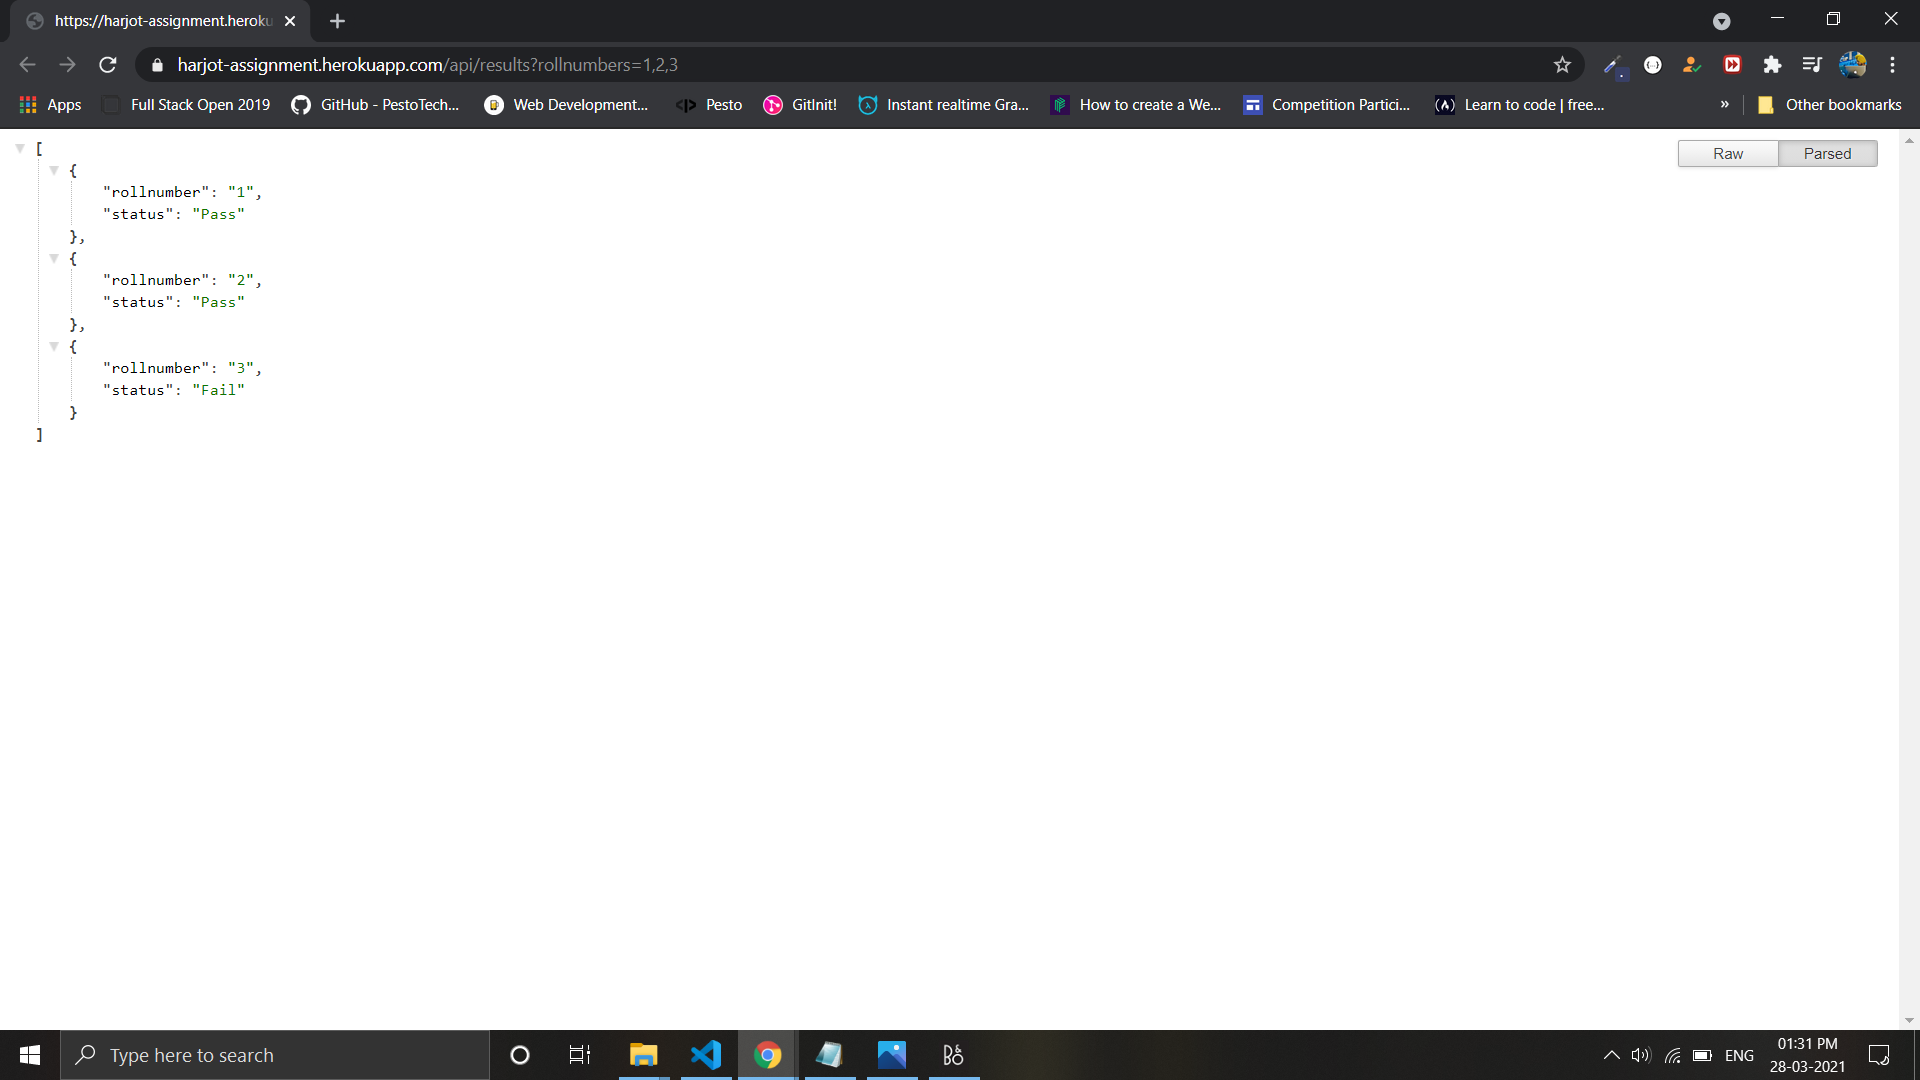 https://harjot-assignment.heroku
harjot-assignment.herokuapp.com/api/results?rollnumbers=1,2,3
Apps Full Stack Open 2019 GitHub - PestoTech... Web Development... Pesto GitInit! Instant realtime Gra... How to create a We... Competition Partici... Learn to code | free... » Other bookmarks
Raw Parsed
[
{
"rollnumber": "1",
"status": "Pass"
},
{
"rollnumber": "2",
"status": "Pass"
},
{
"rollnumber": "3",
"status": "Fail"
}
]
Type here to search
ENG
01:31 PM
28-03-2021